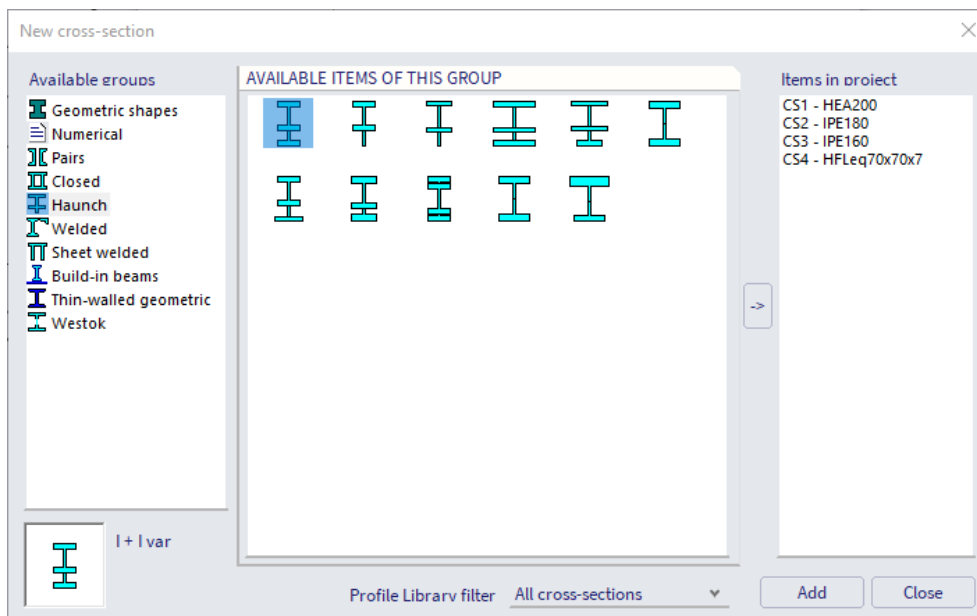 New cross-section
Available groups
Geometric shapes
Numerical
Pairs
Closed
Haunch
Welded
Sheet welded
Build-in beams
Thin-walled geometric
Westok
AVAILABLE ITEMS OF THIS GROUP
->
Items in project
CS1 - HEA200
CS2 - IPE180
CS3 - IPE160
CS4 - HFLeq70x70x7
I + I var
Profile Library filter
All cross-sections
Add
Close